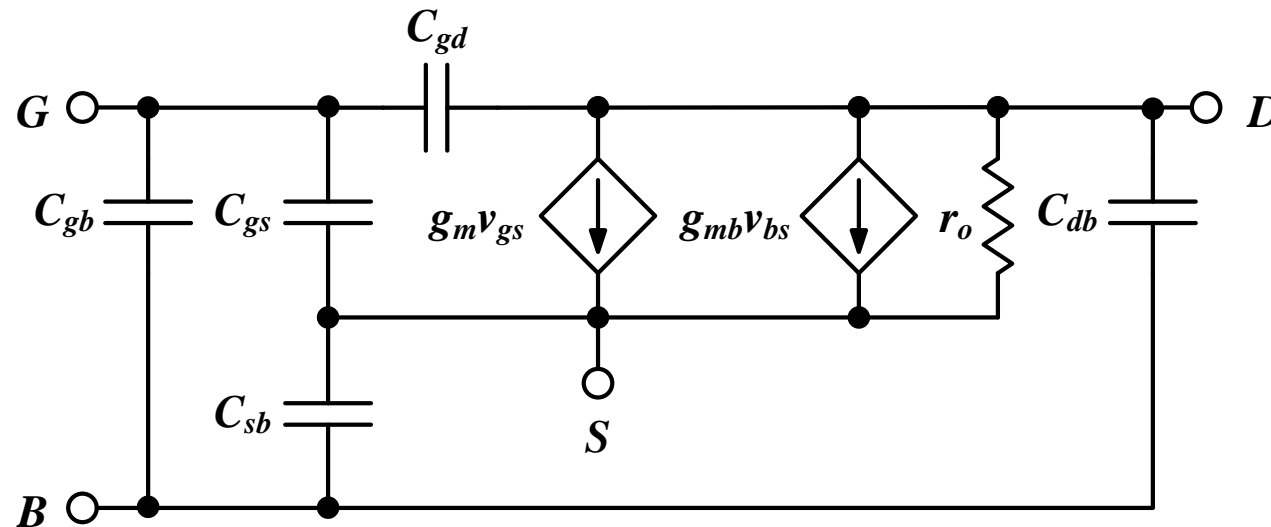 C_gd
G
D
C_gb
C_gs
g_m v_gs
g_mb v_bs
r_o
C_db
C_sb
S
B